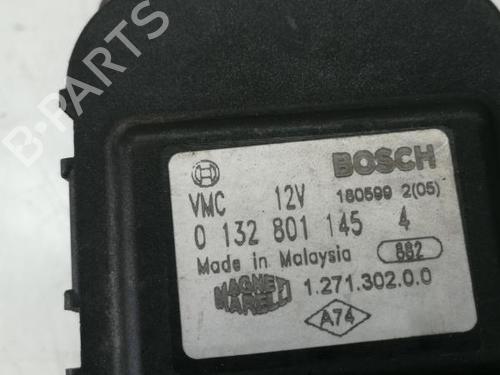 B-PARTS
BOSCH
VMC 12V 180599 2(05)
0 132 801 145 4
Made in Malaysia 882
MAGNETI MARELLI 1.271.302.0.0
A74